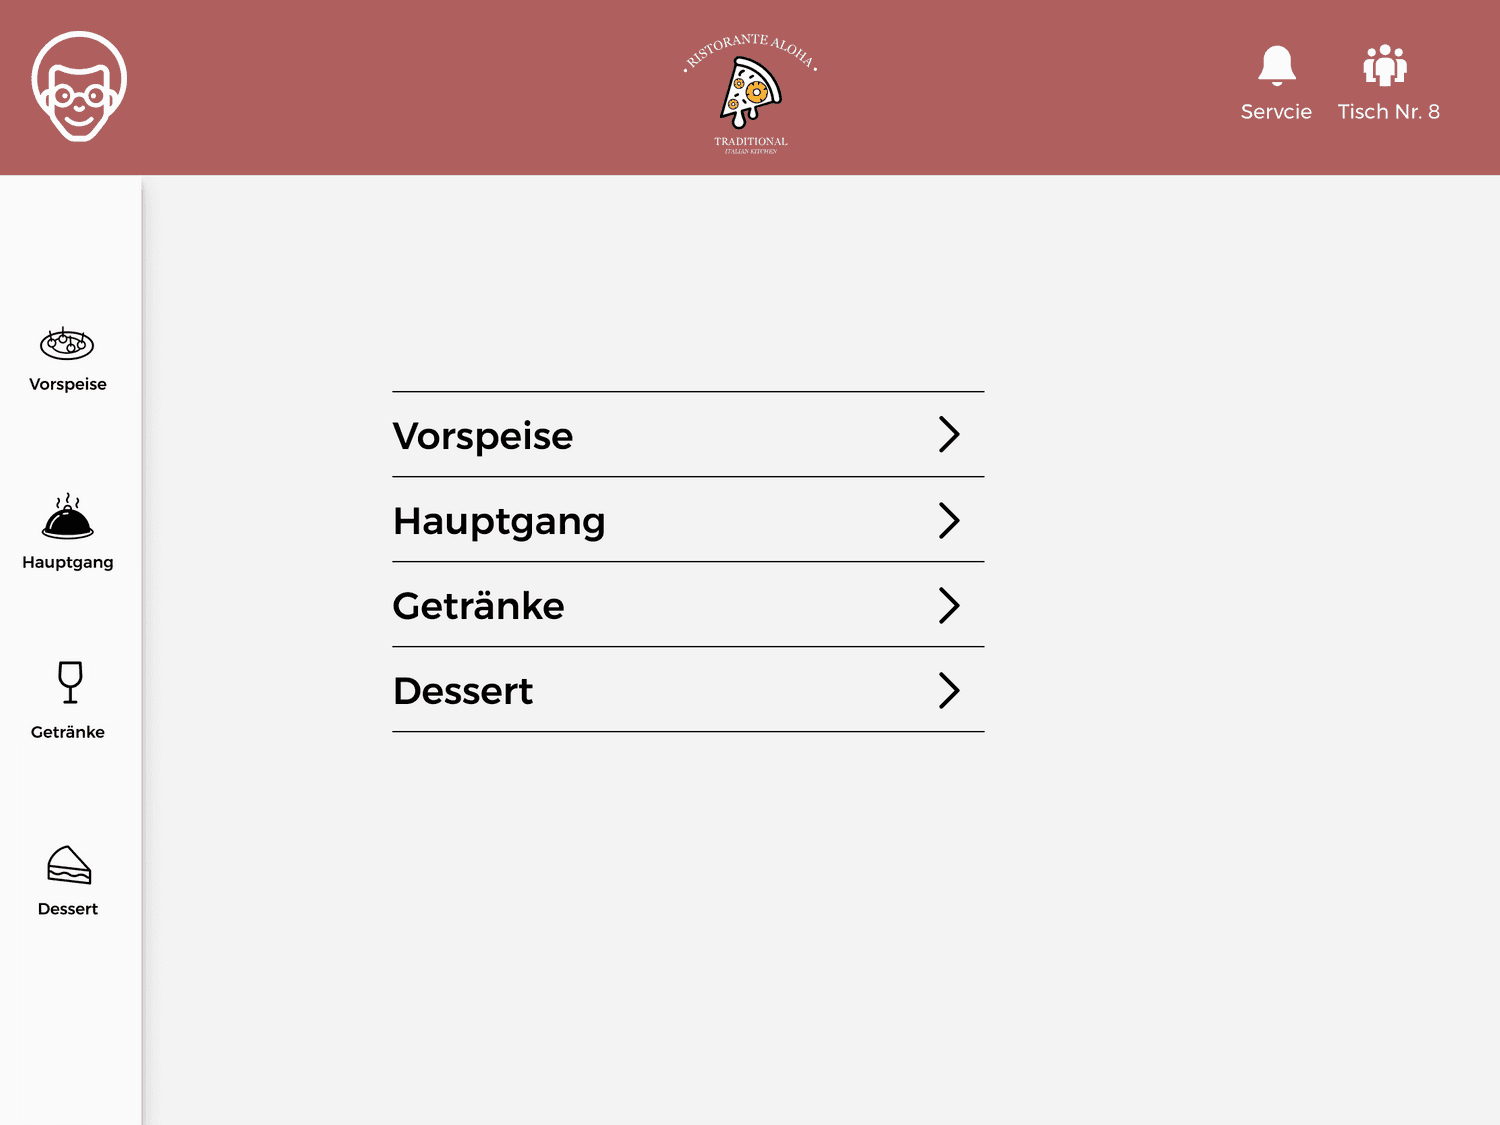 • RISTORANTE ALOHA •
TRADITIONAL
ITALIAN KITCHEN
Servcie
Tisch Nr. 8
Vorspeise
Hauptgang
Getränke
Dessert
Vorspeise
Hauptgang
Getränke
Dessert